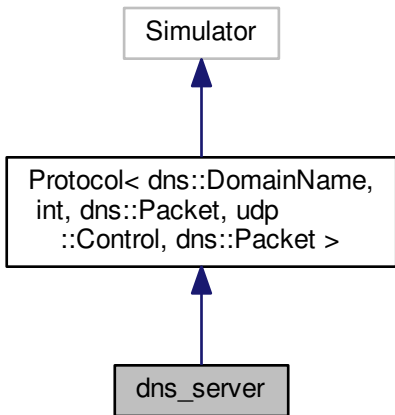 Simulator
Protocol< dns::DomainName,
int, dns::Packet, udp
::Control, dns::Packet >
dns_server